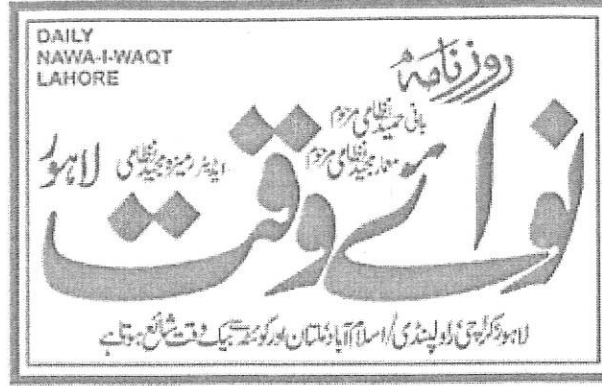 DAILY
NAWA-I-WAQT
LAHORE
روزنامہ
نوائے وقت
بانی حمید نظامی مرحوم
معمار مجید نظامی مرحوم
ایڈیٹر رمیزہ مجید نظامی
لاہور
لاہور، کراچی، راولپنڈی/اسلام آباد، ملتان اور کوئٹہ سے بیک وقت شائع ہوتا ہے